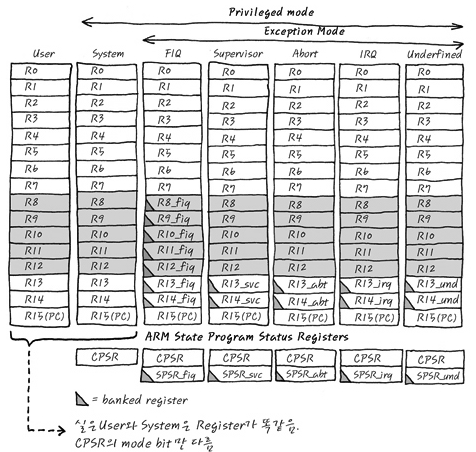 Privileged mode
Exception Mode
User System FIQ Supervisor Abort IRQ Undefined
R0 R0 R0 R0 R0 R0 R0
R1 R1 R1 R1 R1 R1 R1
R2 R2 R2 R2 R2 R2 R2
R3 R3 R3 R3 R3 R3 R3
R4 R4 R4 R4 R4 R4 R4
R5 R5 R5 R5 R5 R5 R5
R6 R6 R6 R6 R6 R6 R6
R7 R7 R7 R7 R7 R7 R7
R8 R8 R8_fiq R8 R8 R8 R8
R9 R9 R9_fiq R9 R9 R9 R9
R10 R10 R10_fiq R10 R10 R10 R10
R11 R11 R11_fiq R11 R11 R11 R11
R12 R12 R12_fiq R12 R12 R12 R12
R13 R13 R13_fiq R13_svc R13_abt R13_irq R13_und
R14 R14 R14_fiq R14_svc R14_abt R14_irq R14_und
R15(PC) R15(PC) R15(PC) R15(PC) R15(PC) R15(PC) R15(PC)
ARM State Program Status Registers
CPSR CPSR CPSR CPSR CPSR CPSR
SPSR_fiq SPSR_svc SPSR_abt SPSR_irq SPSR_und
= banked register
실은 User와 System은 Register가 똑같음.
CPSR의 mode bit만 다름